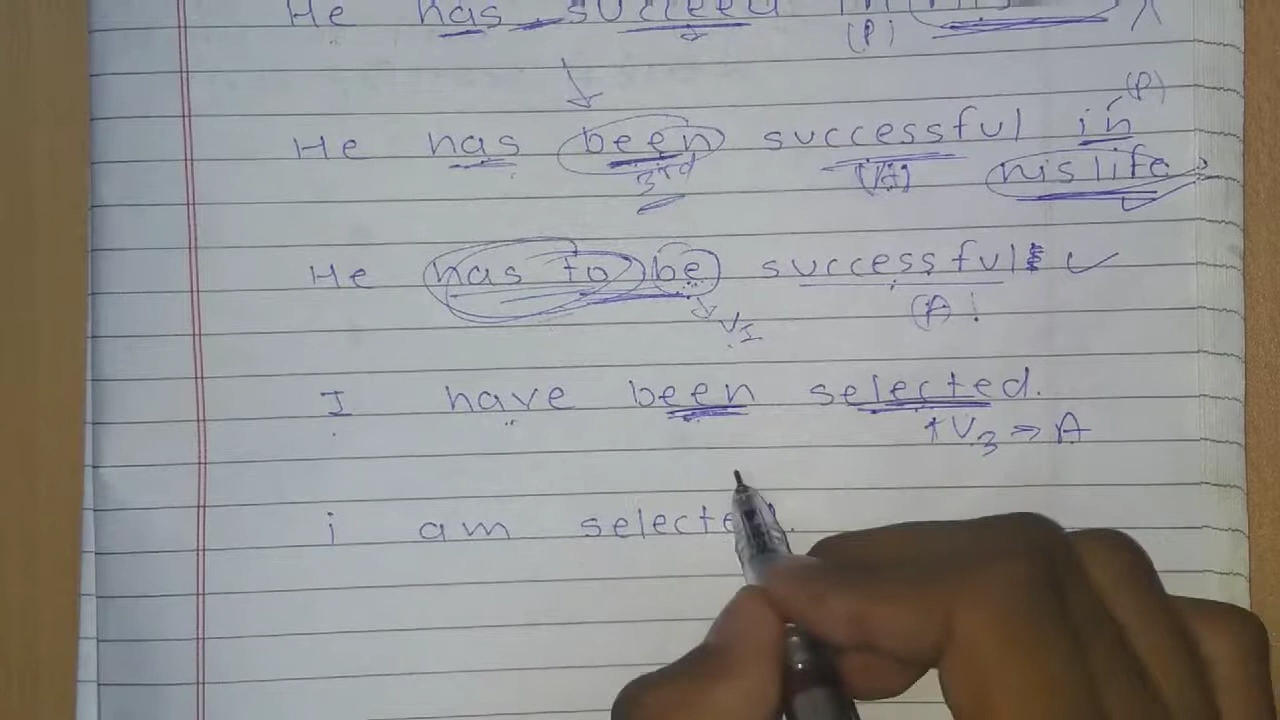 He has succeed in his
(P)
He has been successful in (P)
3rd (A) his life
He has to be successful
V1 (A)
I have been selected.
+V3 => A
i am selected.